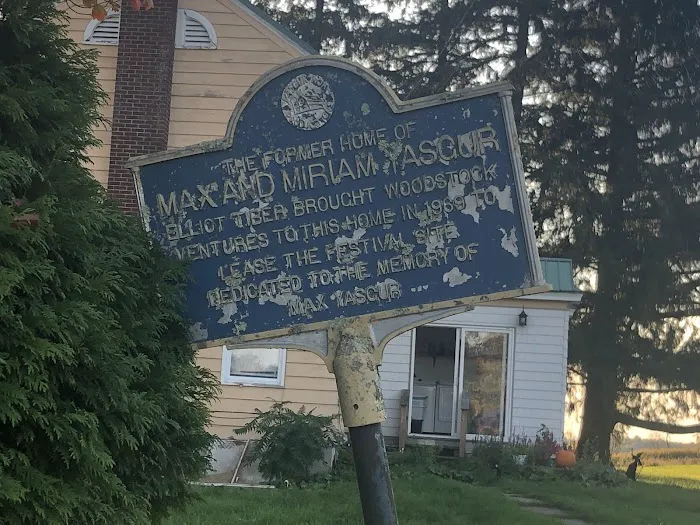 THE FORMER HOME OF
MAX AND MIRIAM YASGUR
ELLIOT TIBER BROUGHT WOODSTOCK
VENTURES TO THIS HOME IN 1969 TO
LEASE THE FESTIVAL SITE
DEDICATED TO THE MEMORY OF
MAX YASGUR